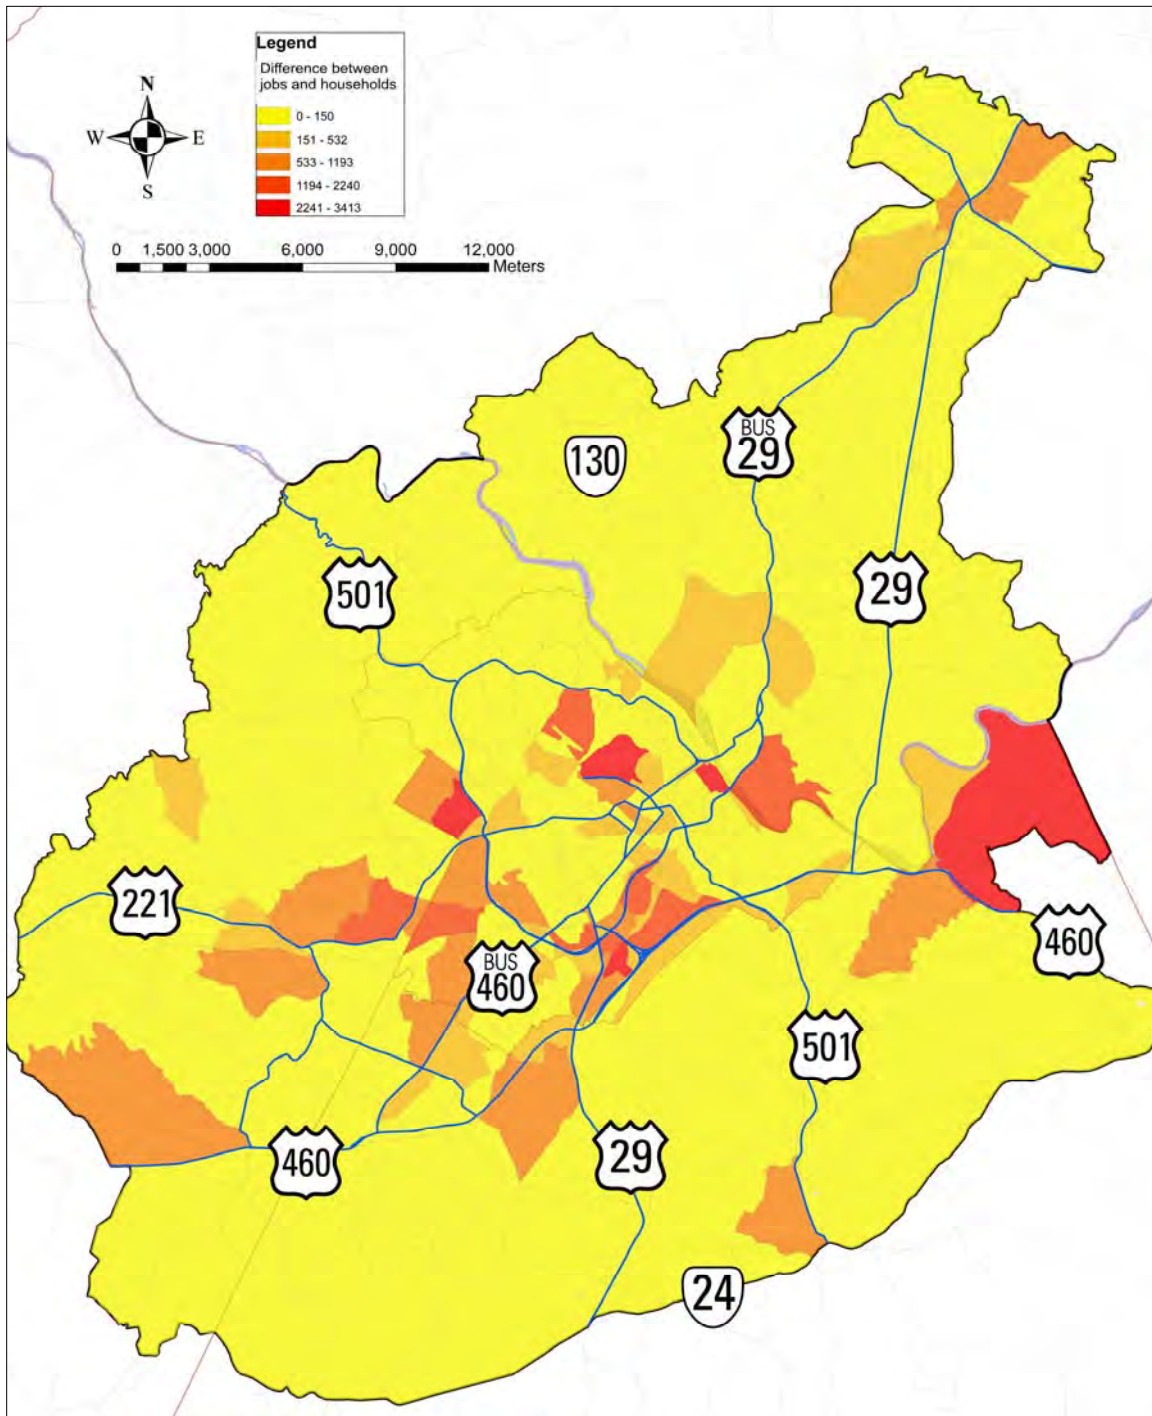 Legend
Difference between
jobs and households
0 - 150
151 - 532
533 - 1193
1194 - 2240
2241 - 3413
N
W E
S
0 1,500 3,000 6,000 9,000 12,000
Meters
130
BUS
29
501
29
221
BUS
460
460
501
460
29
24